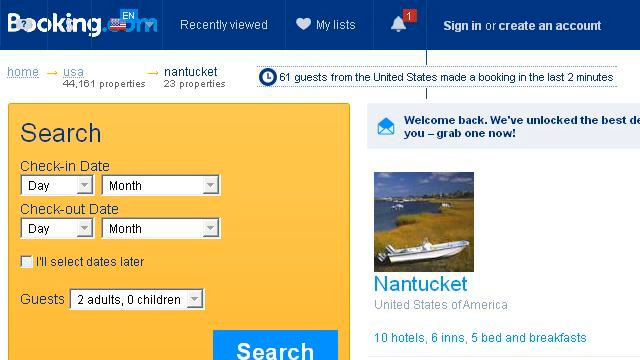 Booking.com EN Recently viewed My lists 1 Sign in or create an account
home → usa → nantucket
44,161 properties 23 properties
61 guests from the United States made a booking in the last 2 minutes
Search
Check-in Date
Day Month
Check-out Date
Day Month
I'll select dates later
Guests 2 adults, 0 children
Search
Welcome back. We've unlocked the best de
you – grab one now!
Nantucket
United States of America
10 hotels, 6 inns, 5 bed and breakfasts